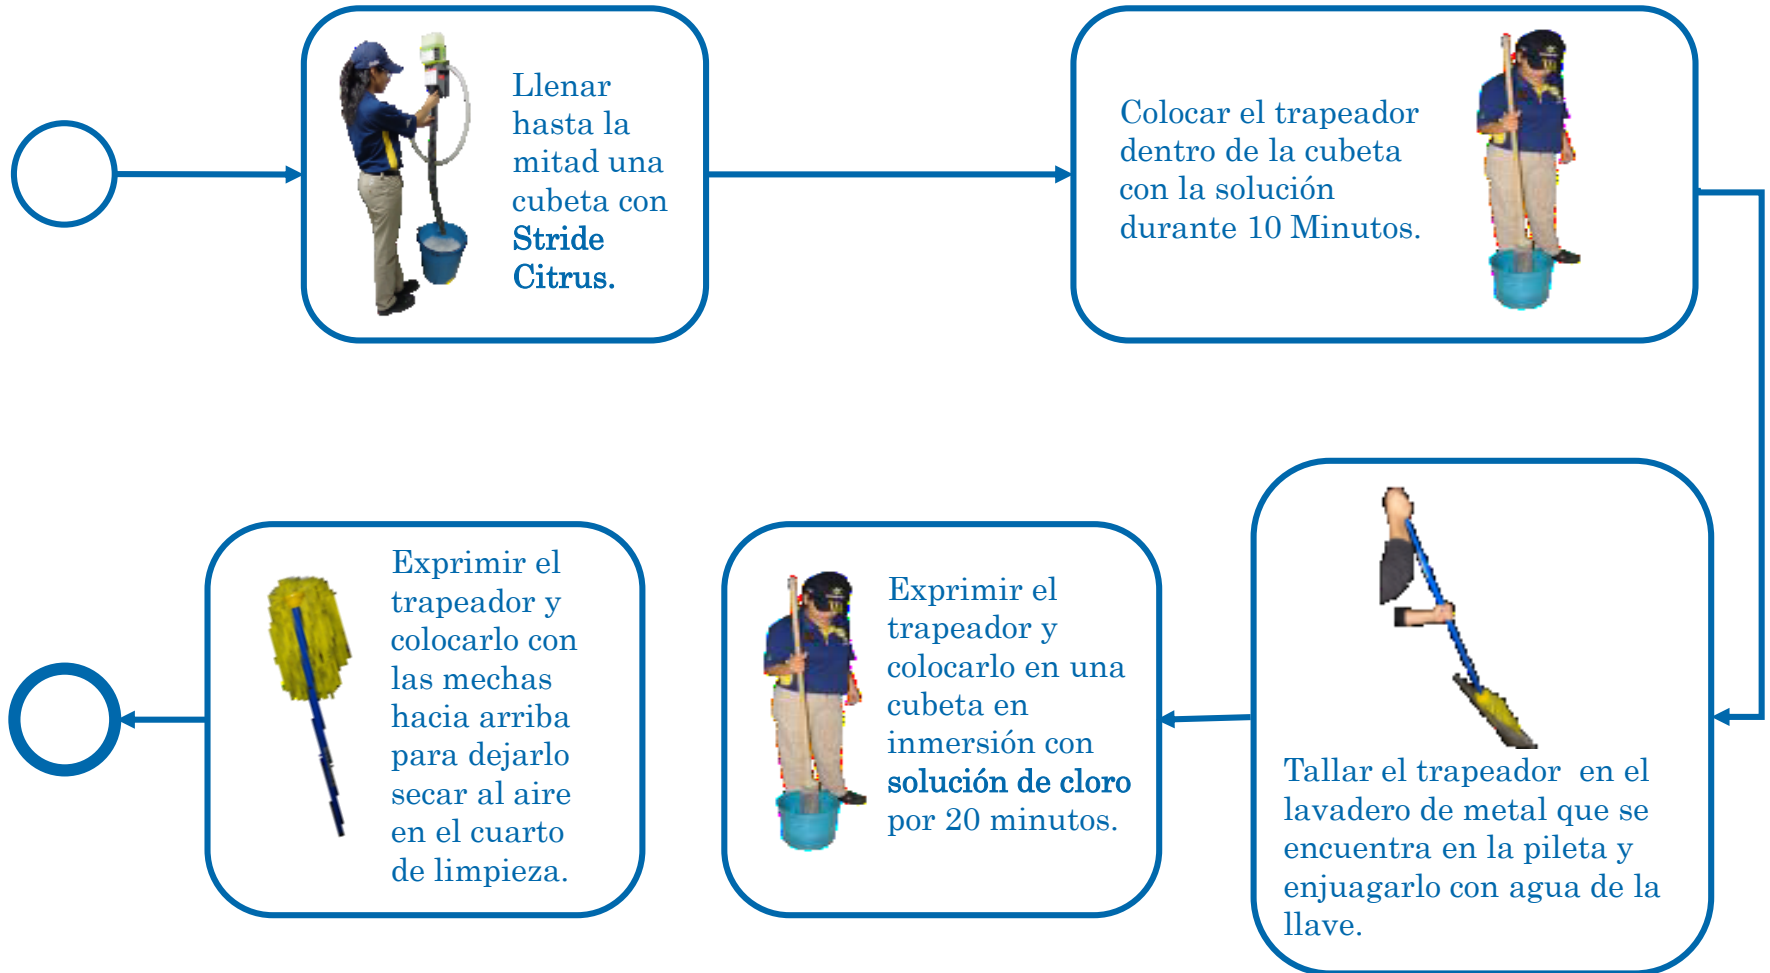 Llenar
hasta la
mitad una
cubeta con
Stride
Citrus.
Colocar el trapeador
dentro de la cubeta
con la solución
durante 10 Minutos.
Tallar el trapeador en el
lavadero de metal que se
encuentra en la pileta y
enjuagarlo con agua de la
llave.
Exprimir el
trapeador y
colocarlo en una
cubeta en
inmersión con
solución de cloro
por 20 minutos.
Exprimir el
trapeador y
colocarlo con
las mechas
hacia arriba
para dejarlo
secar al aire
en el cuarto
de limpieza.